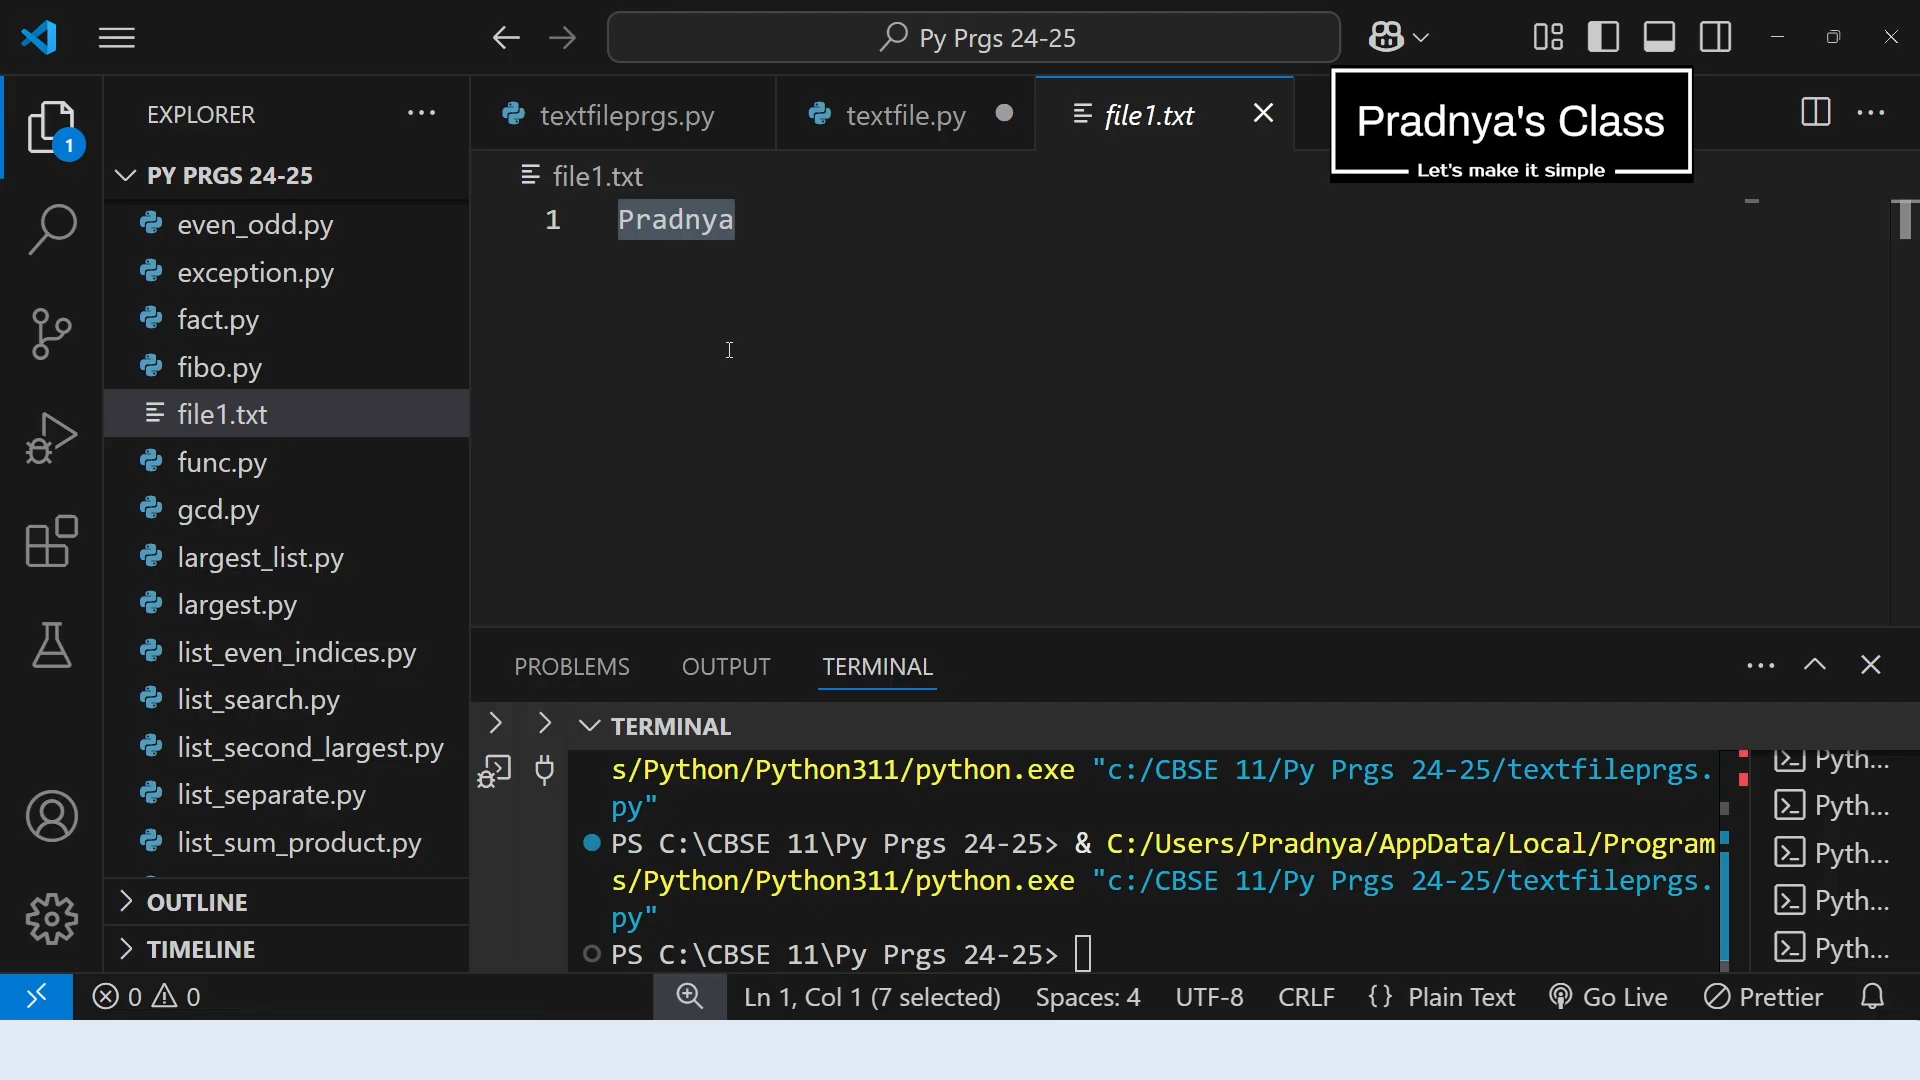 Py Prgs 24-25
EXPLORER
textfileprgs.py
textfile.py
file1.txt
Pradnya's Class
Let's make it simple
1
PY PRGS 24-25
file1.txt
1 Pradnya
even_odd.py
exception.py
fact.py
fibo.py
file1.txt
func.py
gcd.py
largest_list.py
largest.py
list_even_indices.py
list_search.py
list_second_largest.py
list_separate.py
list_sum_product.py
OUTLINE
TIMELINE
PROBLEMS OUTPUT TERMINAL
TERMINAL
s/Python/Python311/python.exe "c:/CBSE 11/Py Prgs 24-25/textfileprgs.
py"
PS C:\CBSE 11\Py Prgs 24-25> & C:/Users/Pradnya/AppData/Local/Program
s/Python/Python311/python.exe "c:/CBSE 11/Py Prgs 24-25/textfileprgs.
py"
PS C:\CBSE 11\Py Prgs 24-25>
Pyth...
Pyth...
Pyth...
Pyth...
Pyth...
0 0
Ln 1, Col 1 (7 selected) Spaces: 4 UTF-8 CRLF {} Plain Text Go Live Prettier